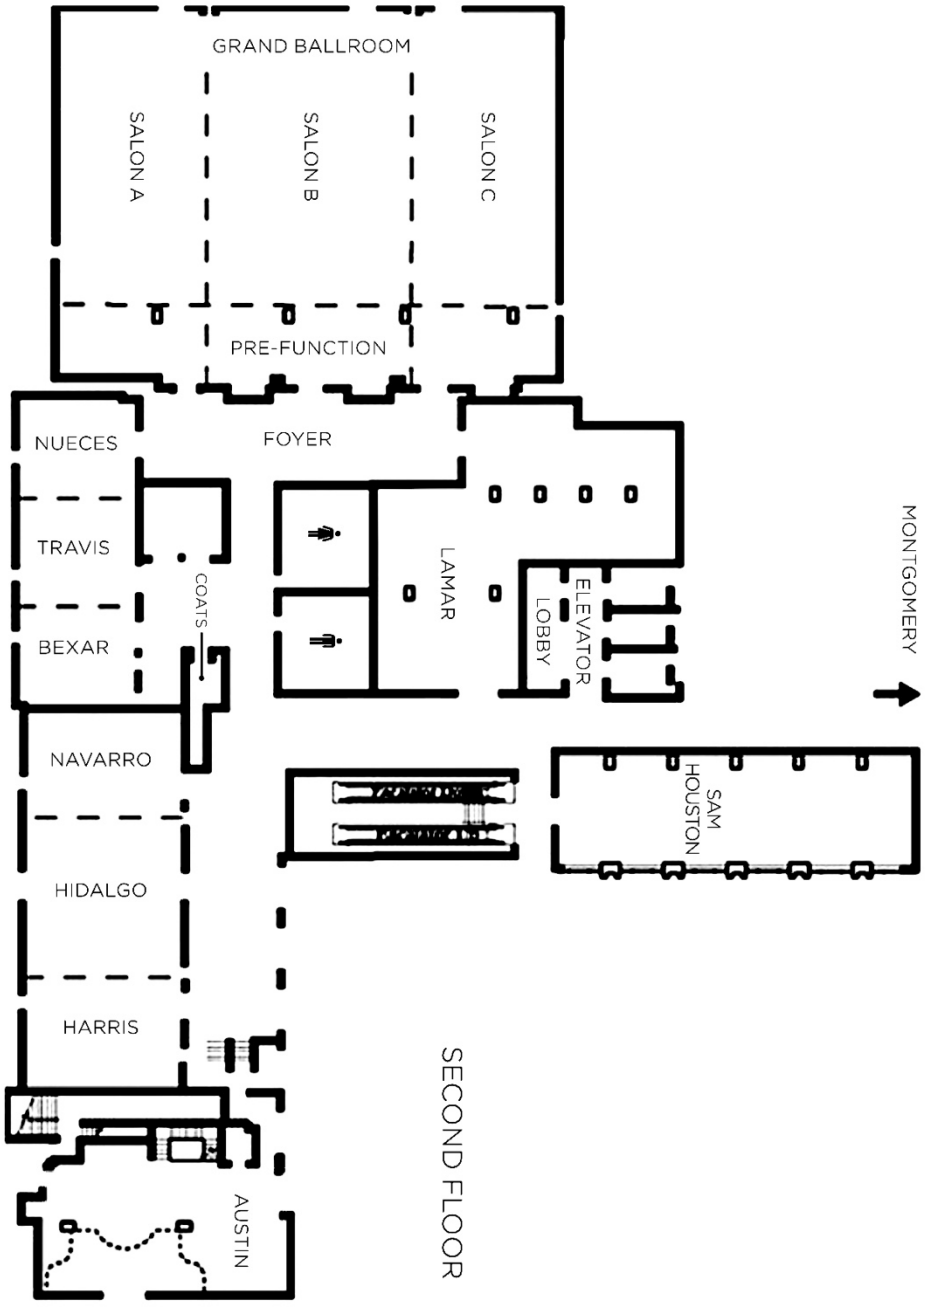 GRAND BALLROOM
SALON A
SALON B
SALON C
PRE-FUNCTION
FOYER
NUECES
TRAVIS
BEXAR
COATS
LAMAR
ELEVATOR
LOBBY
MONTGOMERY
NAVARRO
HIDALGO
HARRIS
SAM
HOUSTON
AUSTIN
SECOND FLOOR